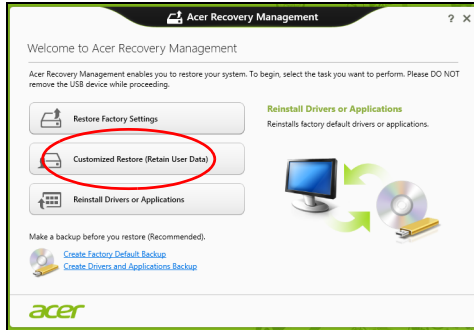 Acer Recovery Management
? X
Welcome to Acer Recovery Management
Acer Recovery Management enables you to restore your system. To begin, select the task you want to perform. Please DO NOT
remove the USB device while proceeding.
Restore Factory Settings
Customized Restore (Retain User Data)
Reinstall Drivers or Applications
Reinstall Drivers or Applications
Reinstalls factory default drivers or applications.
Make a backup before you restore (Recommended).
Create Factory Default Backup
Create Drivers and Applications Backup
acer